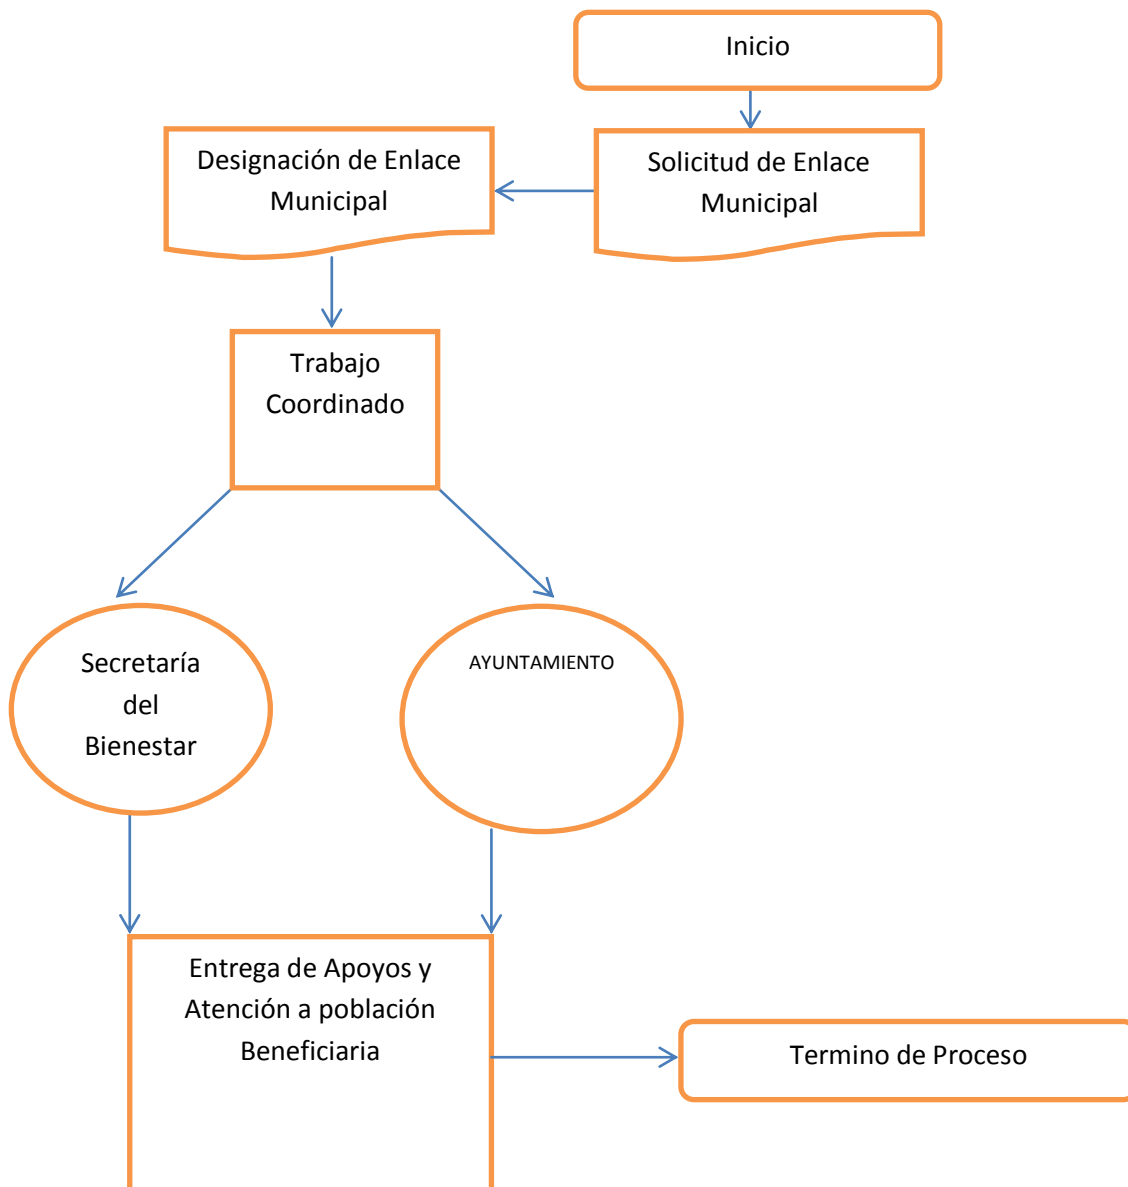 Inicio
Solicitud de Enlace
Municipal
Designación de Enlace
Municipal
Trabajo
Coordinado
Secretaría
del
Bienestar
AYUNTAMIENTO
Entrega de Apoyos y
Atención a población
Beneficiaria
Termino de Proceso